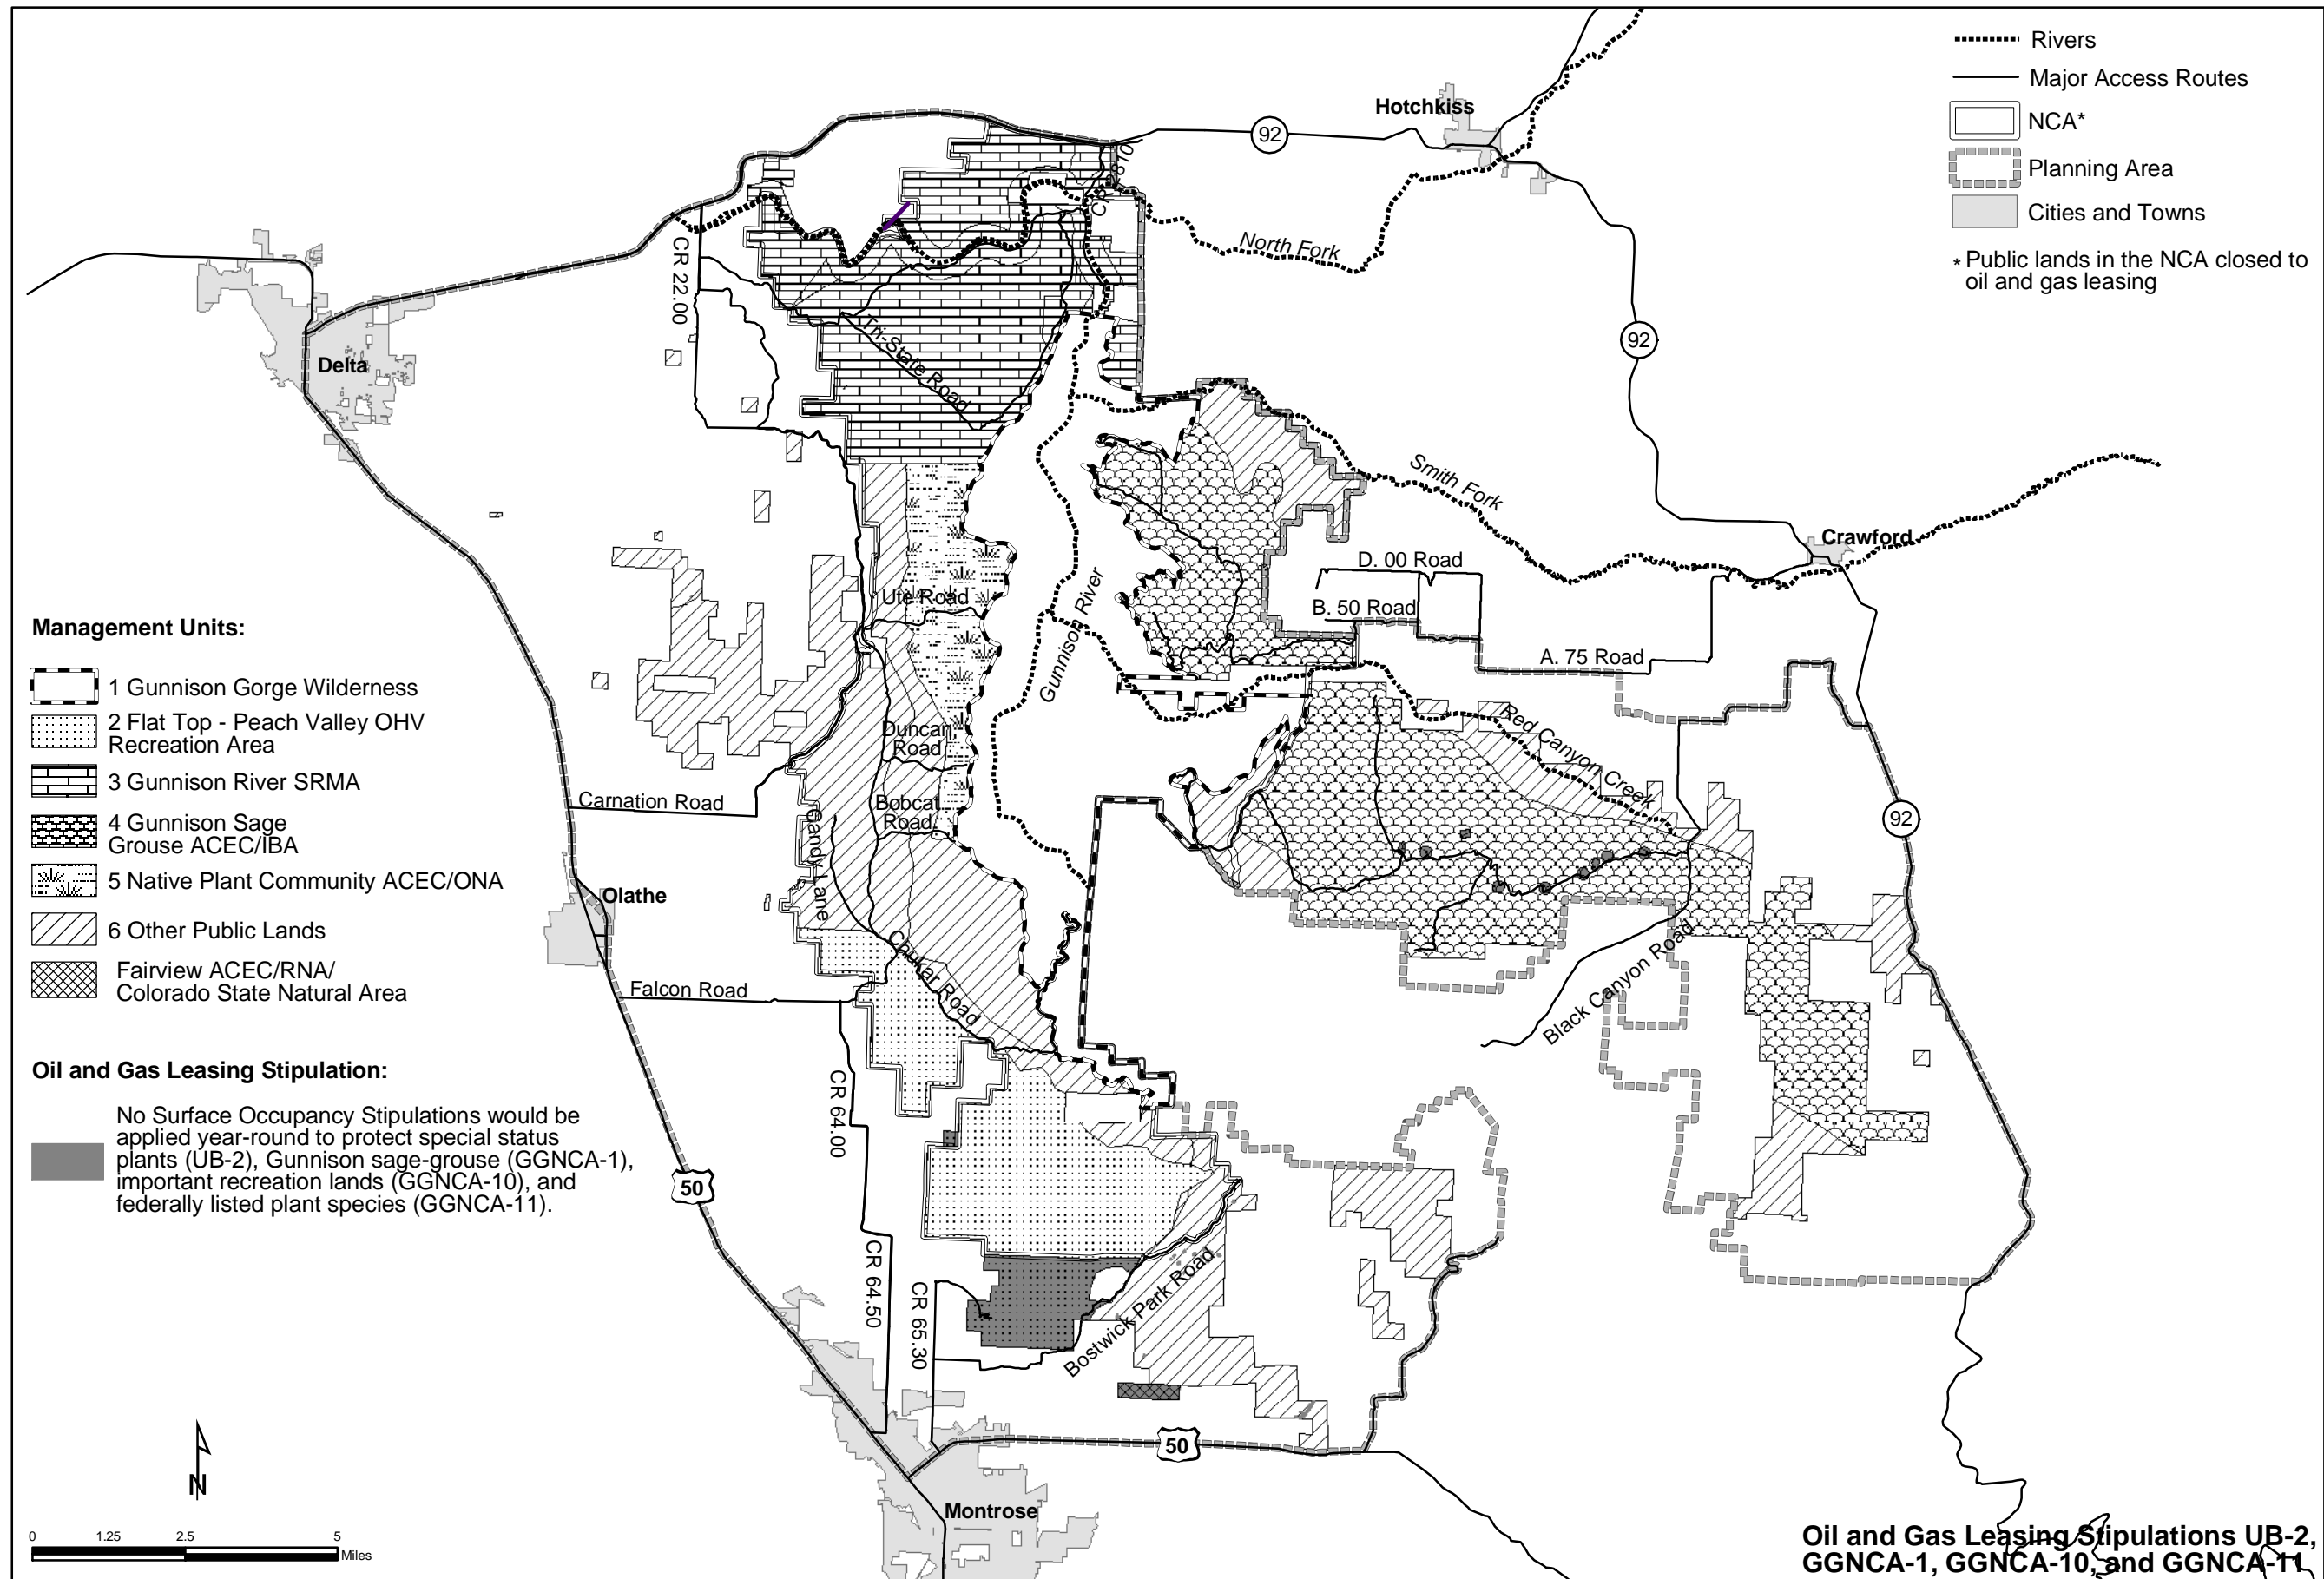 Rivers
Major Access Routes
NCA*
Planning Area
Cities and Towns
* Public lands in the NCA closed to
oil and gas leasing
Hotchkiss
92
CR 2810
North Fork
CR 22.00
92
Delta
Tri-State Road
Smith Fork
Crawford
D. 00 Road
B. 50 Road
Ute Road
Gunnison River
A. 75 Road
Management Units:
1 Gunnison Gorge Wilderness
2 Flat Top - Peach Valley OHV
Recreation Area
3 Gunnison River SRMA
4 Gunnison Sage
Grouse ACEC/IBA
5 Native Plant Community ACEC/ONA
6 Other Public Lands
Fairview ACEC/RNA/
Colorado State Natural Area
Duncan
Road
Red Canyon Creek
Carnation Road
Bobcat
Road
Candy Lane
92
Olathe
Chukar Road
Falcon Road
Black Canyon Road
Oil and Gas Leasing Stipulation:
No Surface Occupancy Stipulations would be
applied year-round to protect special status
plants (UB-2), Gunnison sage-grouse (GGNCA-1),
important recreation lands (GGNCA-10), and
federally listed plant species (GGNCA-11).
CR 64.00
50
CR 64.50
CR 65.30
Bostwick Park Road
50
N
Montrose
0 1.25 2.5 5
Miles
Oil and Gas Leasing Stipulations UB-2,
GGNCA-1, GGNCA-10, and GGNCA-11